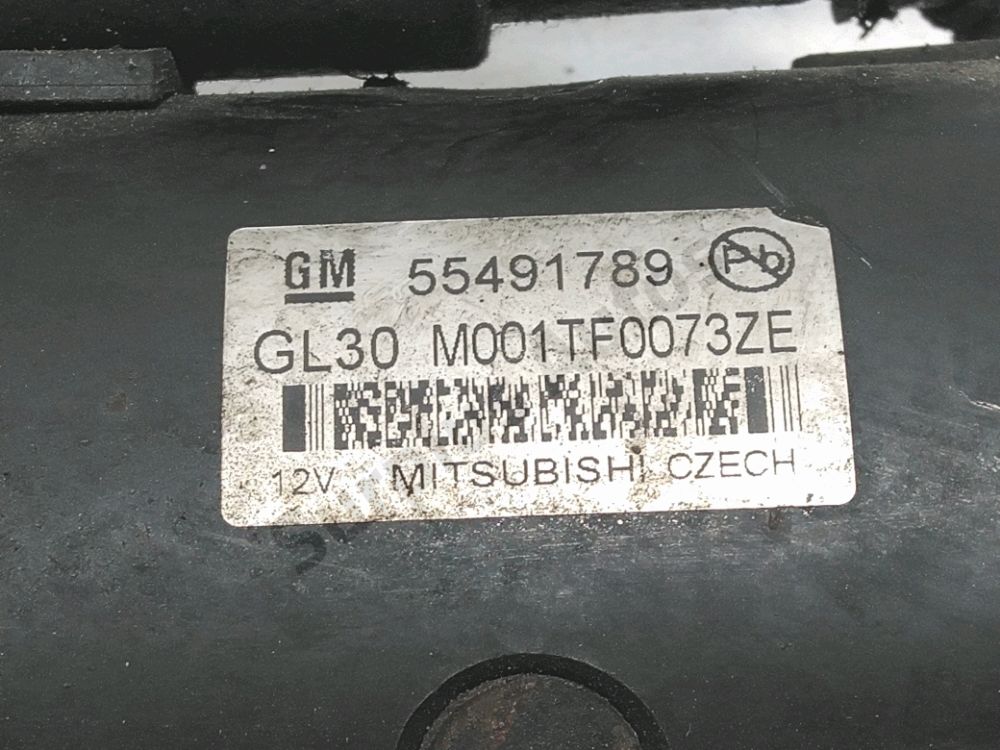 GM 55491789 Pb
GL30 M001TF0073ZE
12V MITSUBISHI CZECH